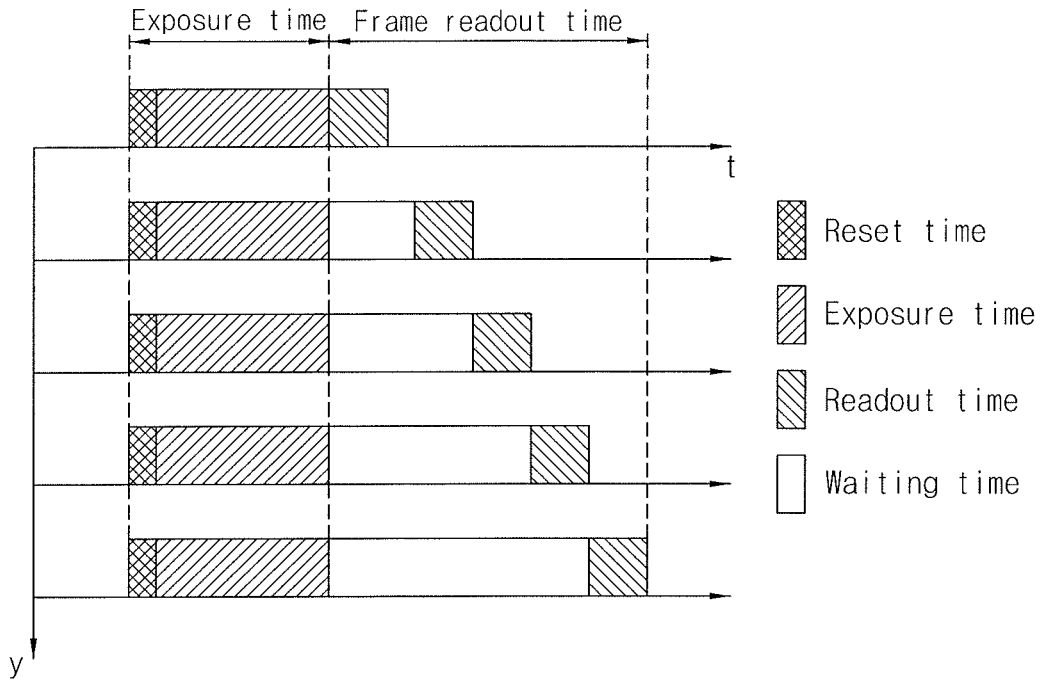 Exposure time
Frame readout time
t
Reset time
Exposure time
Readout time
Waiting time
y